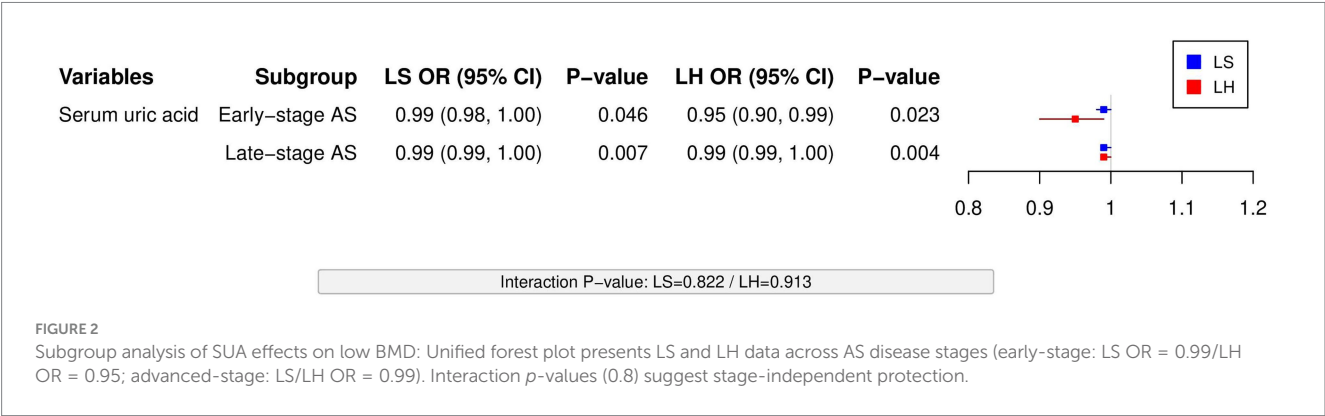 Variables Subgroup LS OR (95% CI) P−value LH OR (95% CI) P−value
LS
LH
Serum uric acid Early−stage AS 0.99 (0.98, 1.00) 0.046 0.95 (0.90, 0.99) 0.023
Late−stage AS 0.99 (0.99, 1.00) 0.007 0.99 (0.99, 1.00) 0.004
0.8 0.9 1 1.1 1.2
Interaction P−value: LS=0.822 / LH=0.913
FIGURE 2
Subgroup analysis of SUA effects on low BMD: Unified forest plot presents LS and LH data across AS disease stages (early-stage: LS OR = 0.99/LH
OR = 0.95; advanced-stage: LS/LH OR = 0.99). Interaction p-values (0.8) suggest stage-independent protection.